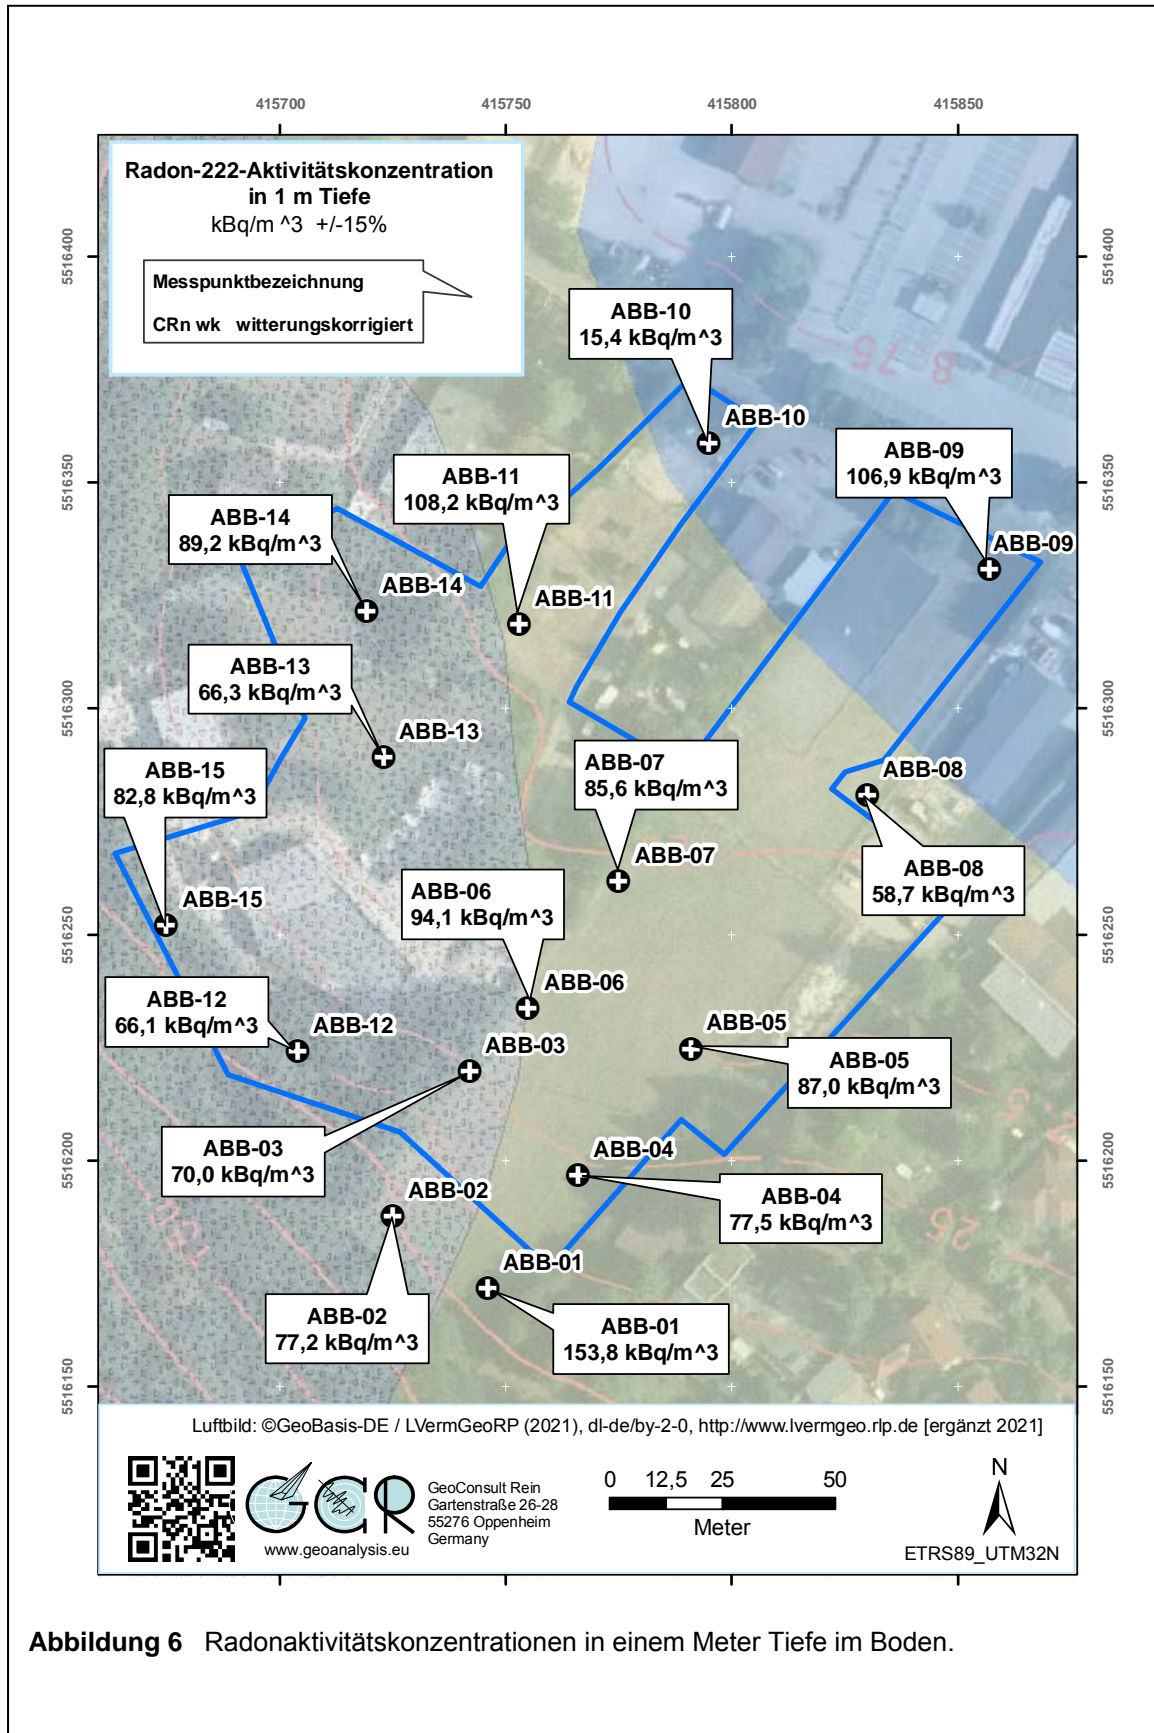 415700 415750 415800 415850
Radon-222-Aktivitätskonzentration
in 1 m Tiefe
kBq/m ^3 +/-15%
Messpunktbezeichnung
CRn wk witterungskorrigiert
5516400
5516400
ABB-10
15,4 kBq/m^3
875
ABB-10
ABB-09
106,9 kBq/m^3
ABB-11
108,2 kBq/m^3
5516350
5516350
ABB-14
89,2 kBq/m^3
ABB-09
ABB-14
ABB-11
ABB-13
66,3 kBq/m^3
5516300
5516300
ABB-13
ABB-15
82,8 kBq/m^3
ABB-07
85,6 kBq/m^3
ABB-08
ABB-07
ABB-08
58,7 kBq/m^3
ABB-15
ABB-06
94,1 kBq/m^3
5516250
5516250
ABB-06
ABB-12
66,1 kBq/m^3
ABB-12
ABB-03
ABB-05
ABB-05
87,0 kBq/m^3
ABB-03
70,0 kBq/m^3
ABB-04
5516200
5516200
ABB-02
ABB-04
77,5 kBq/m^3
25
ABB-01
ABB-02
77,2 kBq/m^3
ABB-01
153,8 kBq/m^3
5516150
5516150
Luftbild: ©GeoBasis-DE / LVermGeoRP (2021), dl-de/by-2-0, http://www.lvermgeo.rlp.de [ergänzt 2021]
GCR
www.geoanalysis.eu
GeoConsult Rein
Gartenstraße 26-28
55276 Oppenheim
Germany
0 12,5 25 50
Meter
N
ETRS89_UTM32N
Abbildung 6 Radonaktivitätskonzentrationen in einem Meter Tiefe im Boden.